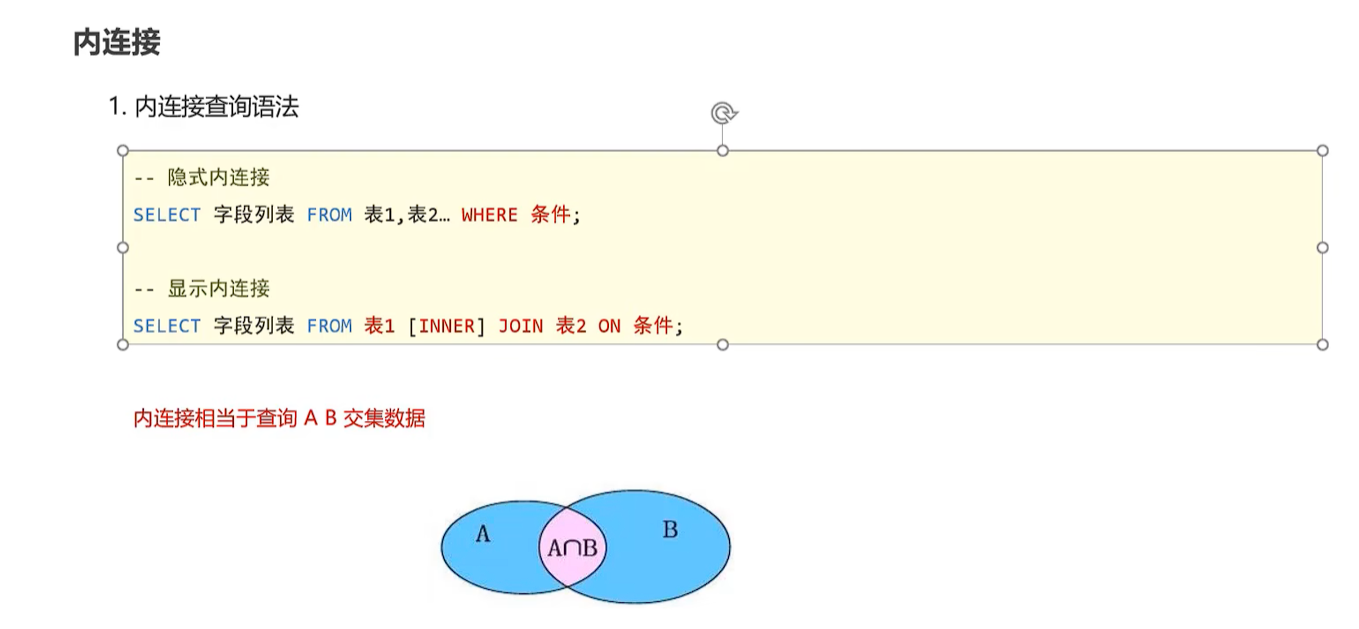 内连接
1. 内连接查询语法
-- 隐式内连接
SELECT 字段列表 FROM 表1,表2… WHERE 条件;
-- 显示内连接
SELECT 字段列表 FROM 表1 [INNER] JOIN 表2 ON 条件;
内连接相当于查询 A B 交集数据
A
B
A∩B